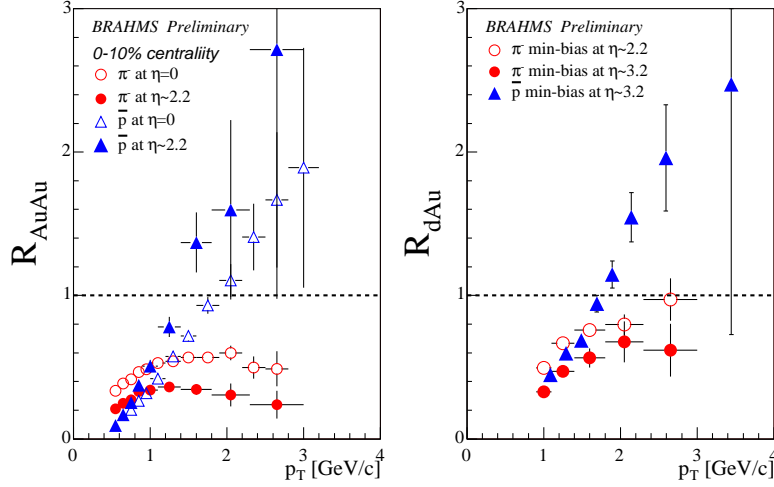 BRAHMS Preliminary
0-10% centraliity
π⁻ at η=0
π⁻ at η~2.2
p̅ at η=0
p̅ at η~2.2
R_AuAu
3
2
1
0
0 1 2 3 4
p_T [GeV/c]
BRAHMS Preliminary
π⁻ min-bias at η~2.2
π⁻ min-bias at η~3.2
p̅ min-bias at η~3.2
R_dAu
3
2
1
0
0 1 2 3 4
p_T [GeV/c]